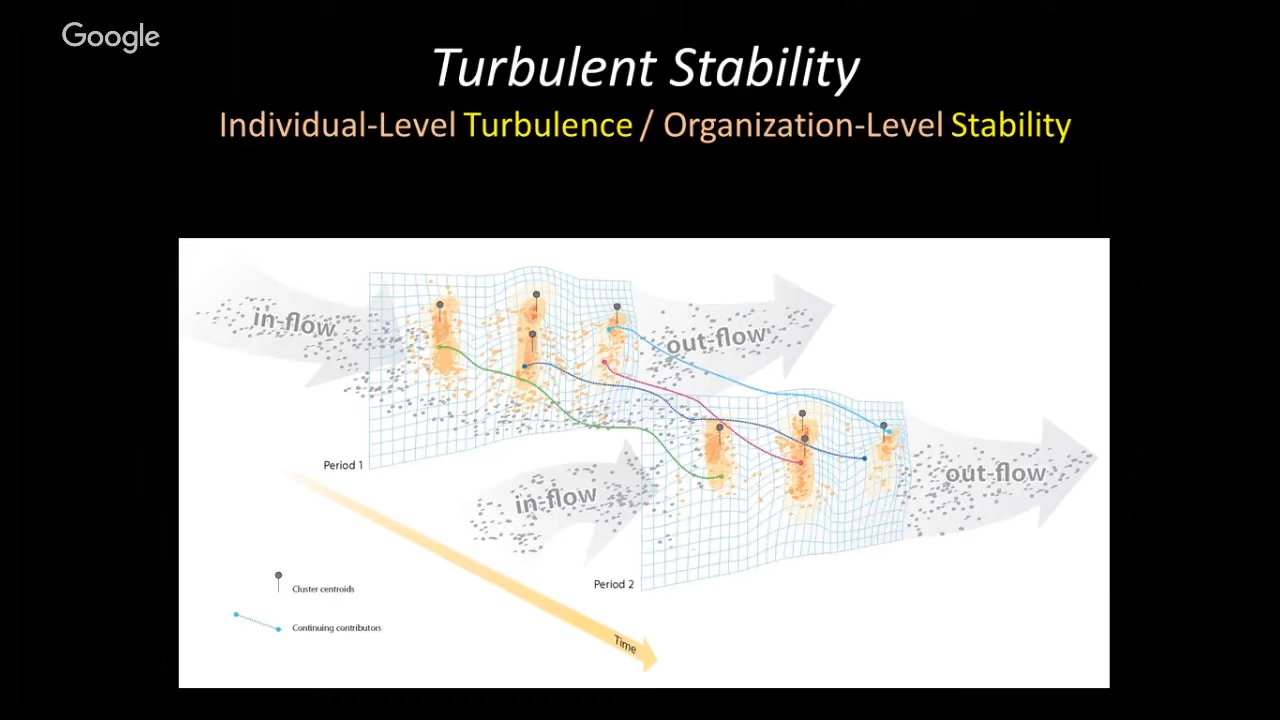 Google
Turbulent Stability
Individual-Level Turbulence / Organization-Level Stability
in-flow
out-flow
Period 1
in-flow
out-flow
Period 2
Cluster centroids
Continuing contributors
Time